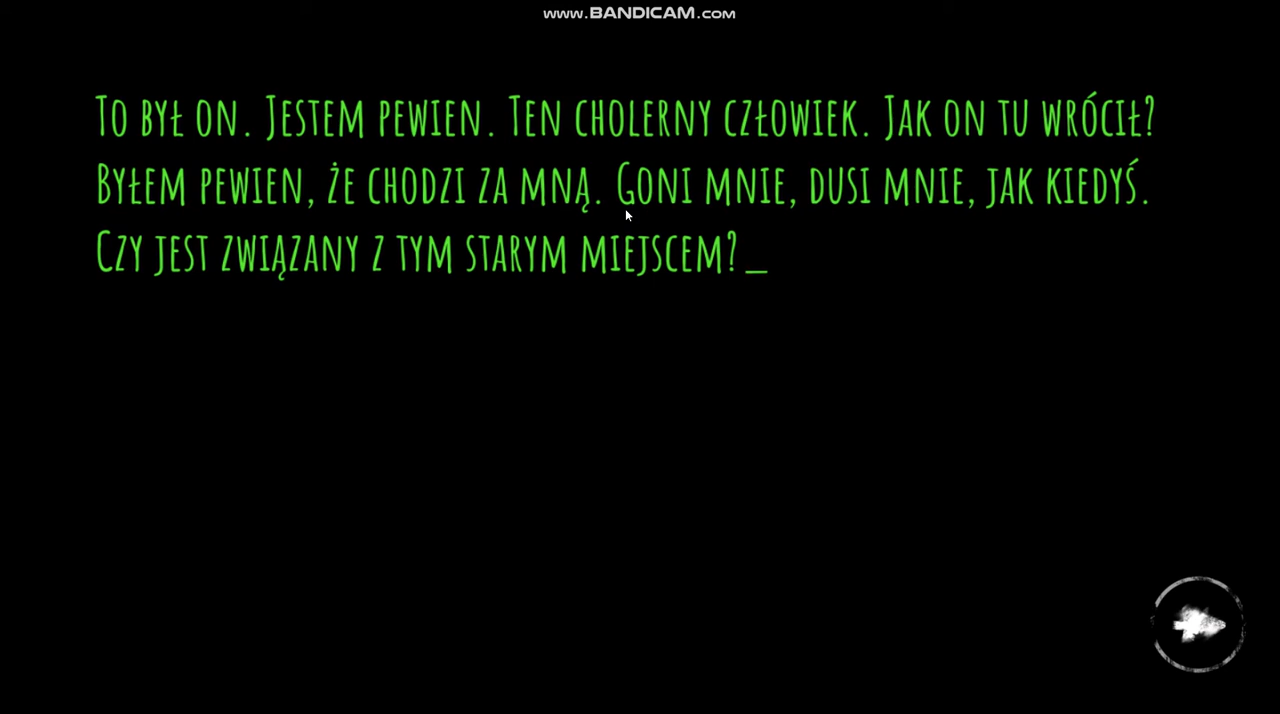 www.BANDICAM.com
To był on. Jestem pewien. Ten cholerny człowiek. Jak on tu wrócił?
Byłem pewien, że chodzi za mną. Goni mnie, dusi mnie, jak kiedyś.
Czy jest związany z tym starym miejscem?_